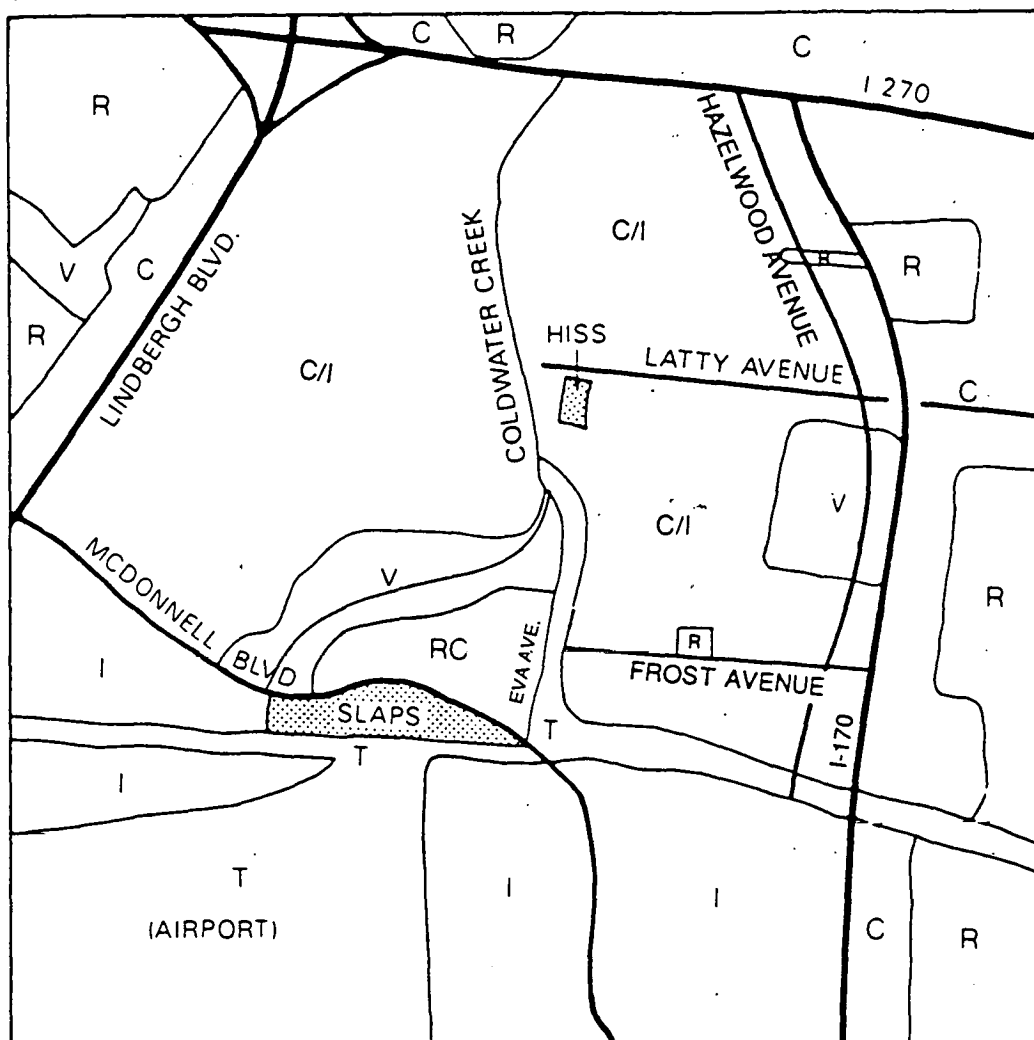 C
R
C
I 270
R
HAZELWOOD AVENUE
COLDWATER CREEK
LINDBERGH BLVD.
C/I
R
R
V
C
R
HISS
LATTY AVENUE
C/I
C
V
C/I
MCDONNELL BLVD
V
R
RC
EVA AVE.
R
FROST AVENUE
I
SLAPS
T
T
I-170
I
T
(AIRPORT)
I
I
C
R